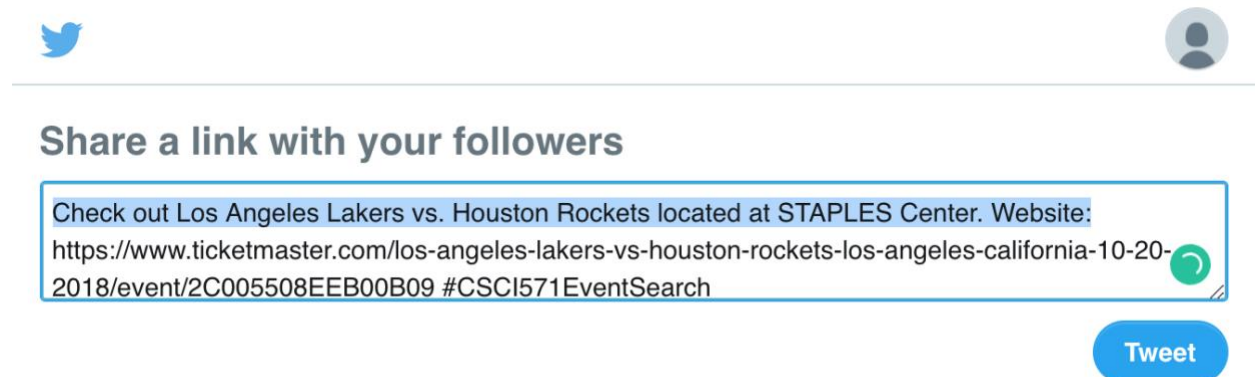 Share a link with your followers
Check out Los Angeles Lakers vs. Houston Rockets located at STAPLES Center. Website:
https://www.ticketmaster.com/los-angeles-lakers-vs-houston-rockets-los-angeles-california-10-20-
2018/event/2C005508EEB00B09 #CSCI571EventSearch
Tweet